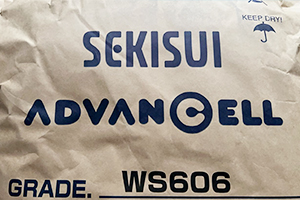 KEEP DRY!
SEKISUI
ADVANCELL
GRADE. WS606